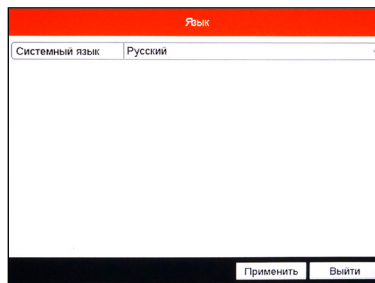 Язык
Системный язык Русский
Применить Выйти